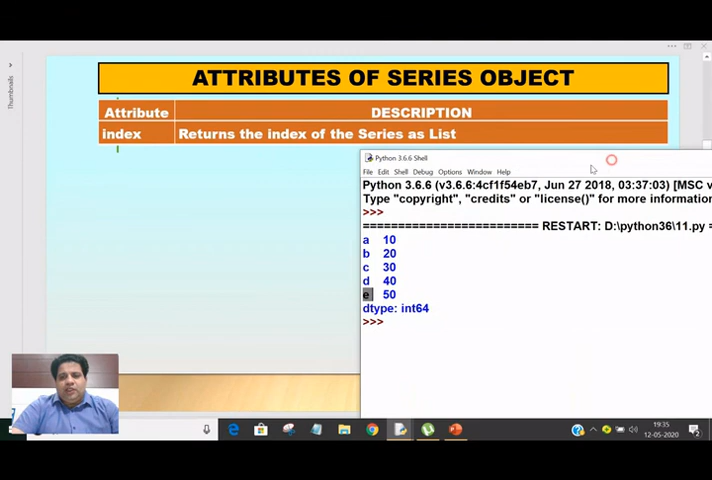 Thumbnails
ATTRIBUTES OF SERIES OBJECT
Attribute DESCRIPTION
index Returns the index of the Series as List
Python 3.6.6 Shell
File Edit Shell Debug Options Window Help
Python 3.6.6 (v3.6.6:4cf1f54eb7, Jun 27 2018, 03:37:03) [MSC v
Type "copyright", "credits" or "license()" for more information
>>>
========================= RESTART: D:\python36\11.py =
a 10
b 20
c 30
d 40
e 50
dtype: int64
>>>
19:35
12-05-2020
2